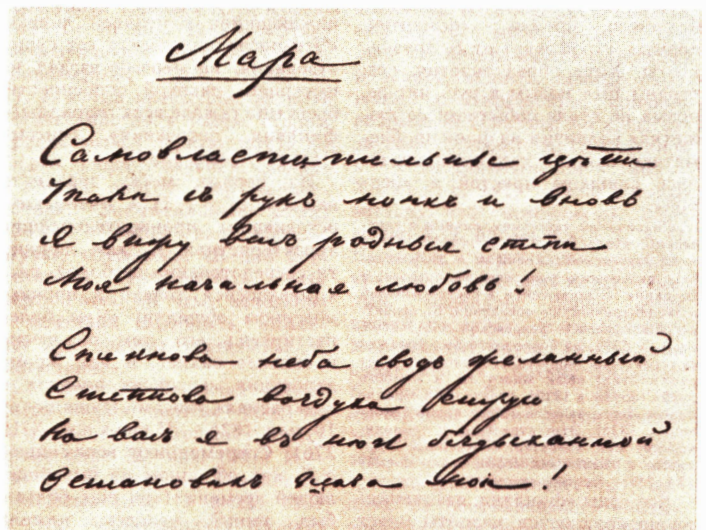 Мара
Самовластительные цѣпи
Упали съ рукъ моихъ и вновь
Я вижу васъ родныя степи
Моя начальная любовь!
Степнова неба сводъ желанный
Степнова воздуха струи
На васъ я въ нѣгѣ бездыханной
Остановилъ глаза мои!